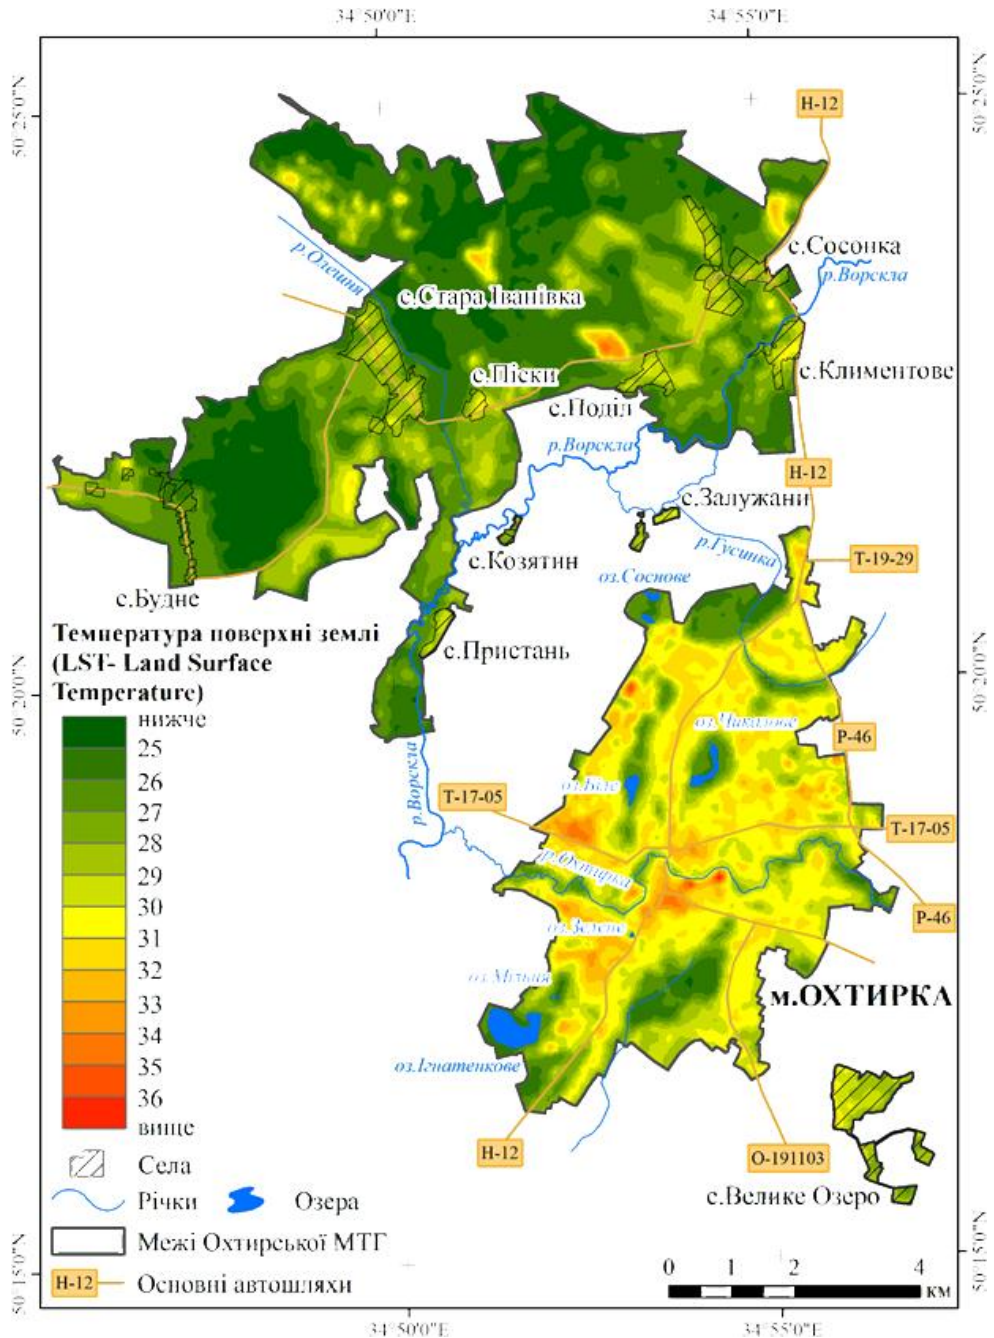 34°50'0"E
34°55'0"E
50°25'0"N
50°25'0"N
Н-12
с.Сосонка
р.Ворскла
р.Олешня
с.Стара Іванівка
с.Климентове
с.Піски
с.Поділ
р.Ворскла
Н-12
с.Залужани
р.Гусинка
с.Козятин
Т-19-29
оз.Соснове
с.Будне
с.Пристань
Температура поверхні землі
(LST- Land Surface
Temperature)
50°20'0"N
50°20'0"N
нижче
25
26
27
28
29
30
31
32
33
34
35
36
вище
оз.Чикалове
Р-46
оз.Біле
р.Ворскла
Т-17-05
Т-17-05
р.Охтирка
Р-46
оз.Зелене
м.ОХТИРКА
оз.Ігнатенкове
Н-12
О-191103
с.Велике Озеро
Села
Річки
Озера
Межі Охтирської МТГ
Н-12
Основні автошляхи
0 1 2 4
км
50°15'0"N
50°15'0"N
34°50'0"E
34°55'0"E